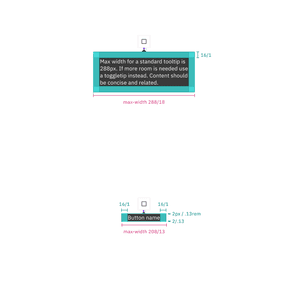 16/1
Max width for a standard tooltip is
288px. If more room is needed use
a toggletip instead. Content should
be concise and related.
max-width 288/18
16/1 16/1
Button name
2px / .13rem
2/.13
max-width 208/13